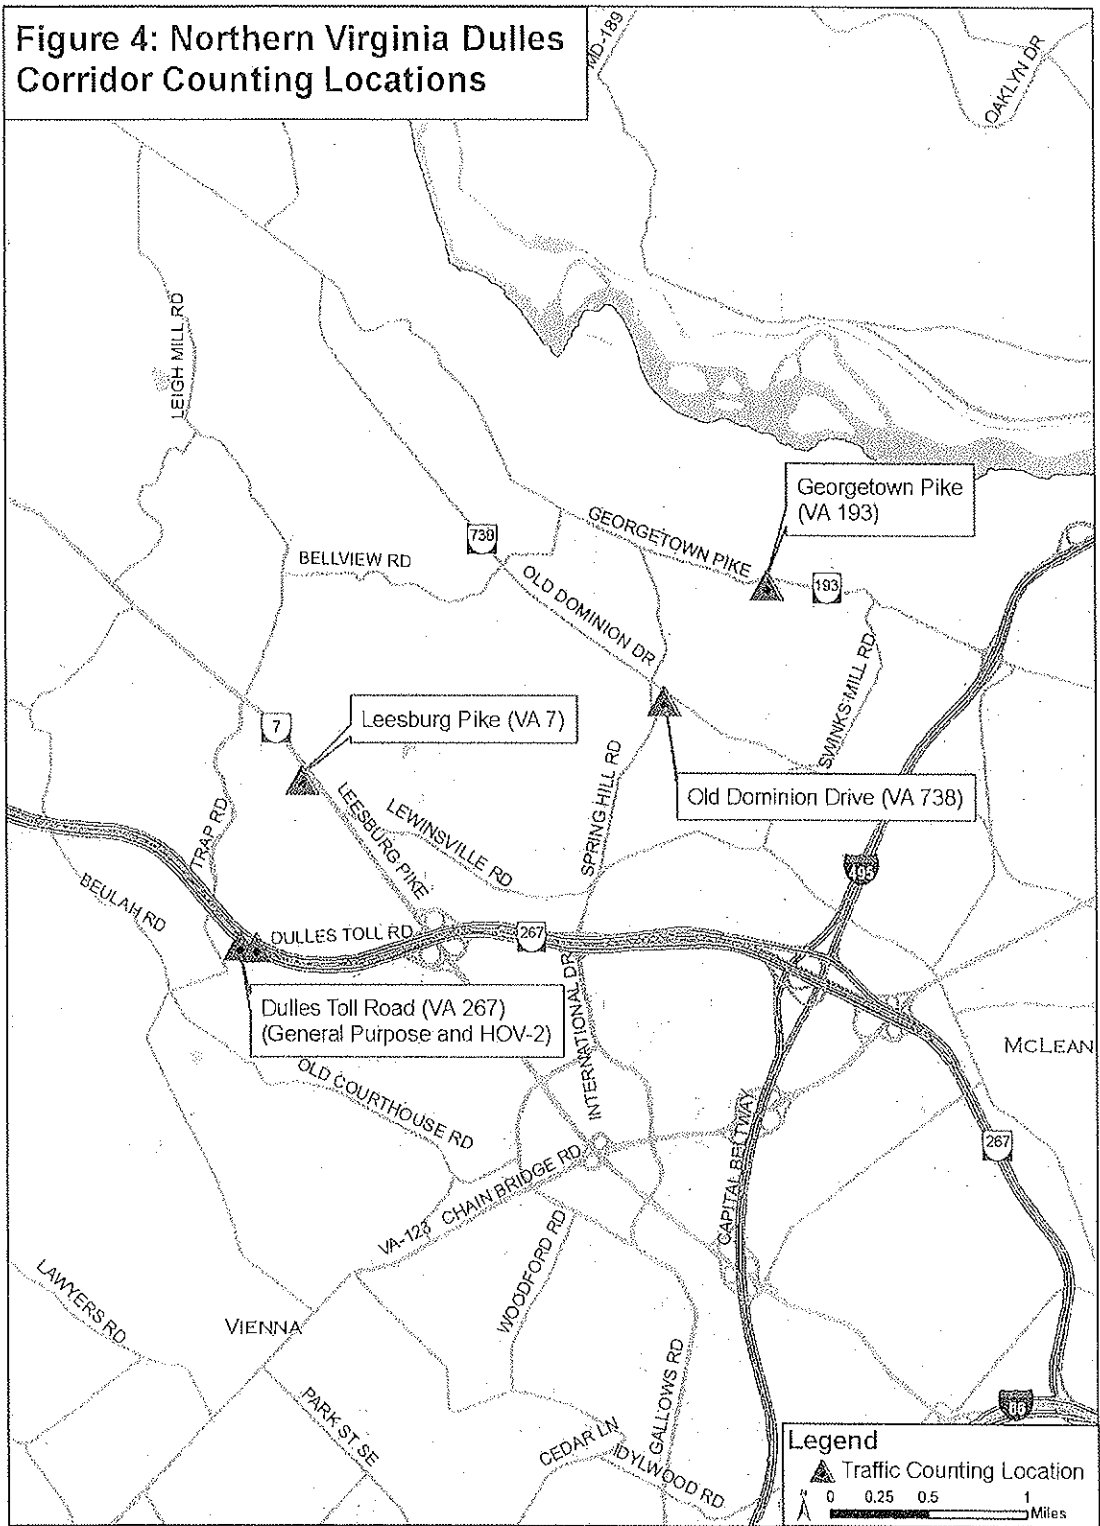 Figure 4: Northern Virginia Dulles
Corridor Counting Locations
MD-189
OAKLYN DR
LEIGH MILL RD
Georgetown Pike
(VA 193)
738
GEORGETOWN PIKE
BELLVIEW RD
193
OLD DOMINION DR
SWINKS MILL RD
7
Leesburg Pike (VA 7)
Old Dominion Drive (VA 738)
SPRING HILL RD
LEESBURG PIKE
LEWINSVILLE RD
TRAP RD
495
BEULAH RD
DULLES TOLL RD
267
Dulles Toll Road (VA 267)
(General Purpose and HOV-2)
INTERNATIONAL DR
MCLEAN
OLD COURTHOUSE RD
CAPITAL BELTWAY
267
VA-123 CHAIN BRIDGE RD
WOODFORD RD
LAWYERS RD
VIENNA
GALLOWS RD
PARK ST SE
66
CEDAR LN
IDYLWOOD RD
Legend
Traffic Counting Location
N
0 0.25 0.5 1
Miles